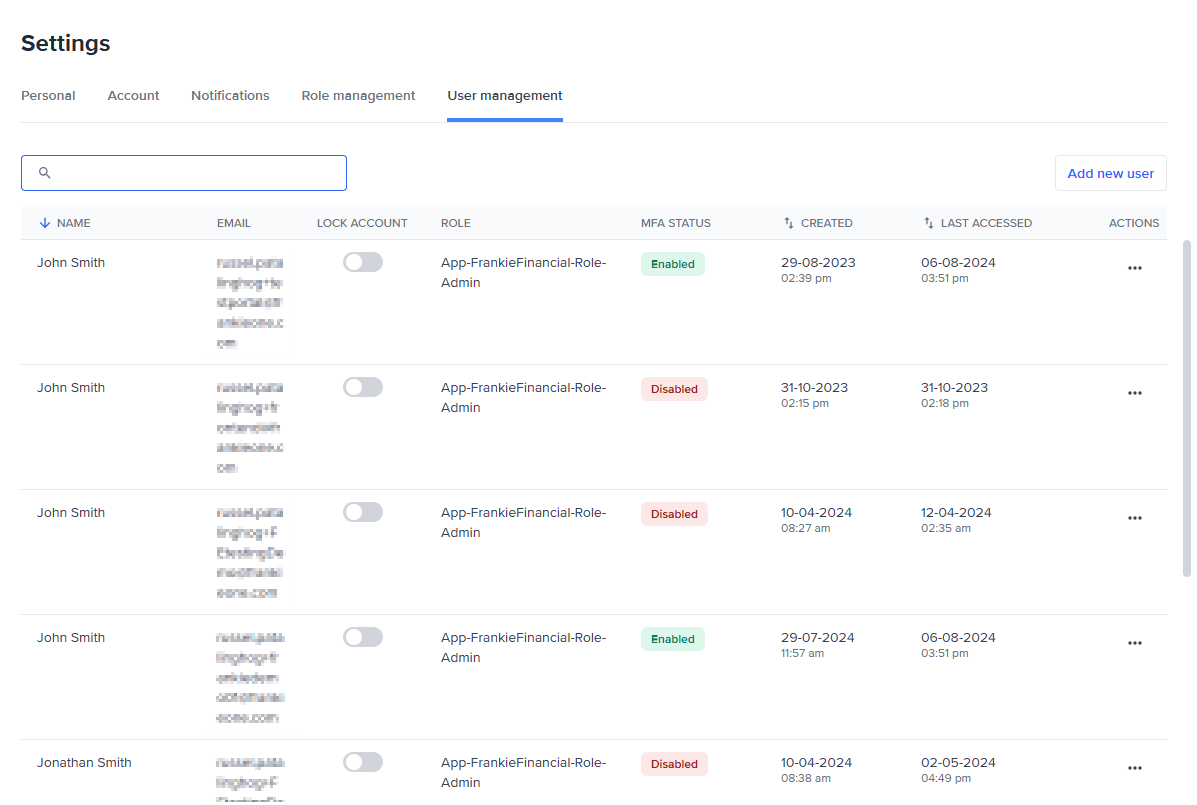 Settings
Personal Account Notifications Role management User management
Add new user
NAME EMAIL LOCK ACCOUNT ROLE MFA STATUS CREATED LAST ACCESSED ACTIONS
John Smith App-FrankieFinancial-Role- Enabled 29-08-2023 06-08-2024
Admin 02:39 pm 03:51 pm
John Smith App-FrankieFinancial-Role- Disabled 31-10-2023 31-10-2023
Admin 02:15 pm 02:18 pm
John Smith App-FrankieFinancial-Role- Disabled 10-04-2024 12-04-2024
Admin 08:27 am 02:35 am
John Smith App-FrankieFinancial-Role- Enabled 29-07-2024 06-08-2024
Admin 11:57 am 03:51 pm
Jonathan Smith App-FrankieFinancial-Role- Disabled 10-04-2024 02-05-2024
Admin 08:38 am 04:49 pm